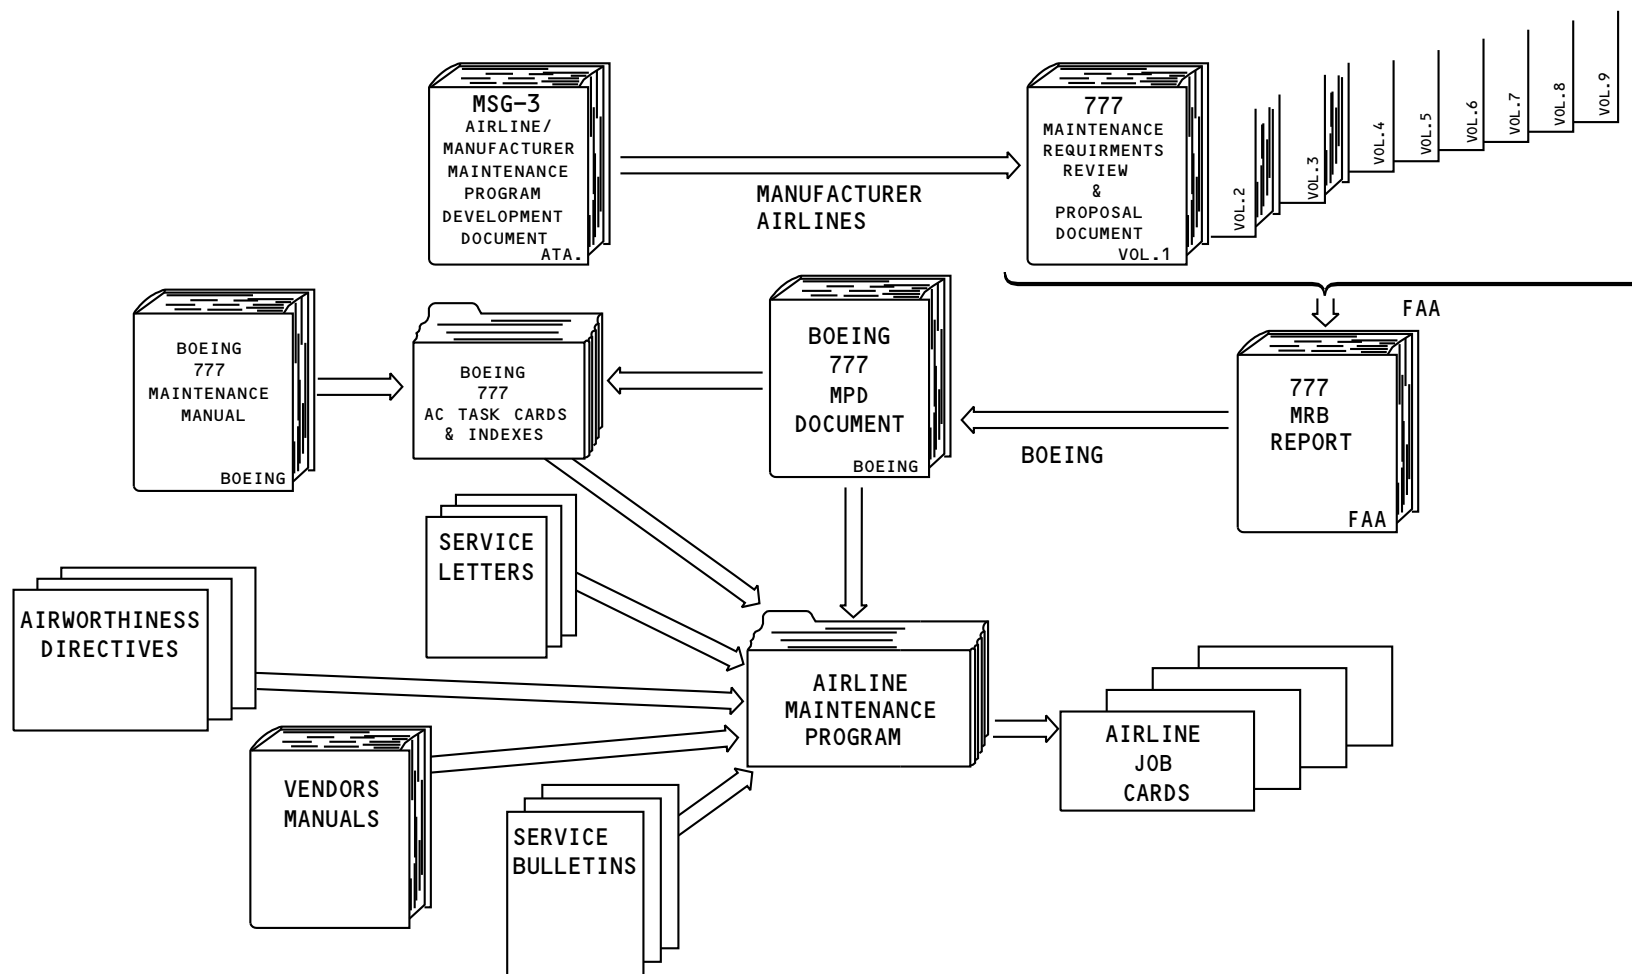 MSG-3
AIRLINE/
MANUFACTURER
MAINTENANCE
PROGRAM
DEVELOPMENT
DOCUMENT
ATA.
MANUFACTURER
AIRLINES
777
MAINTENANCE
REQUIRMENTS
REVIEW
&
PROPOSAL
DOCUMENT
VOL.1
VOL.2
VOL.3
VOL.4
VOL.5
VOL.6
VOL.7
VOL.8
VOL.9
FAA
BOEING
777
MAINTENANCE
MANUAL
BOEING
BOEING
777
AC TASK CARDS
& INDEXES
BOEING
777
MPD
DOCUMENT
BOEING
BOEING
777
MRB
REPORT
FAA
SERVICE
LETTERS
AIRWORTHINESS
DIRECTIVES
AIRLINE
MAINTENANCE
PROGRAM
AIRLINE
JOB
CARDS
VENDORS
MANUALS
SERVICE
BULLETINS